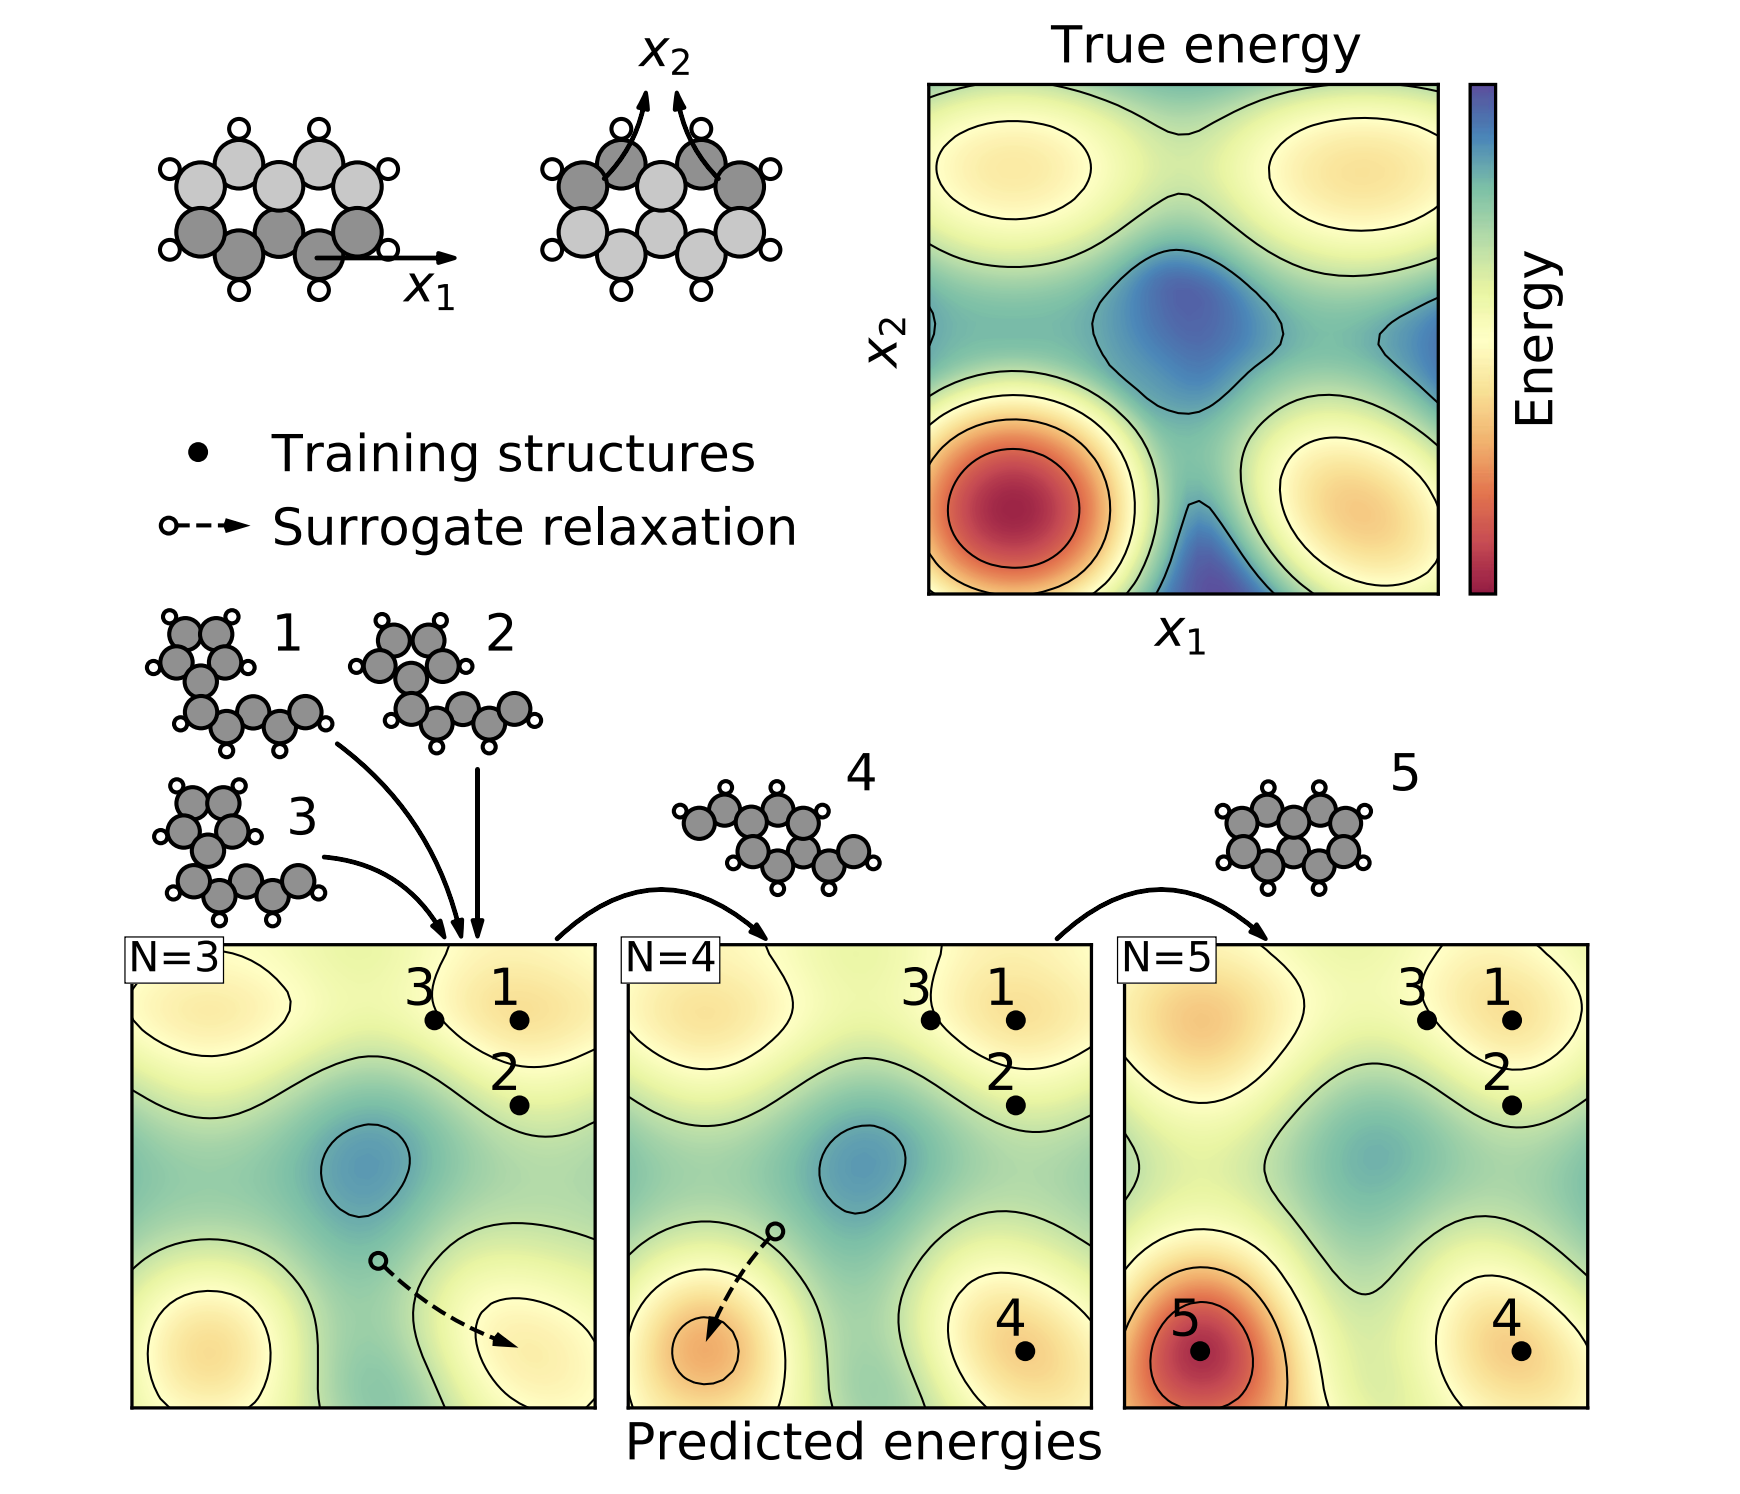 x2
True energy
x1
x2
Energy
Training structures
Surrogate relaxation
x1
1
2
3
4
5
N=3
3
1
2
N=4
3
1
2
4
N=5
3
1
2
5
4
Predicted energies